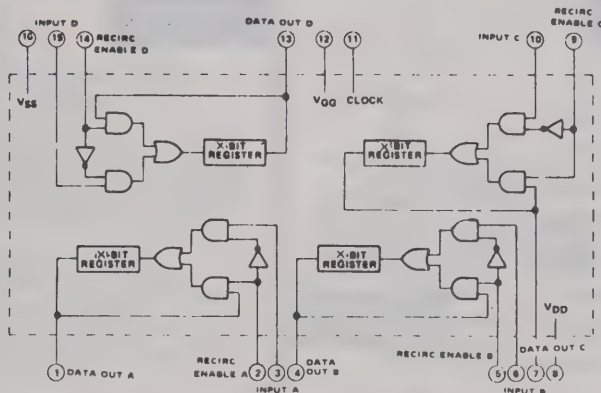 INPUT D
16 15 14 RECIRC ENABLE D
DATA OUT D
13
12 11
INPUT C 10
RECIRC ENABLE C
9
VSS
VGG CLOCK
X-BIT REGISTER
X-BIT REGISTER
X-BIT REGISTER
X-BIT REGISTER
VDD
1 DATA OUT A
RECIRC ENABLE A 2 3
INPUT A
4 DATA OUT B
RECIRC ENABLE B 5 6
INPUT B
DATA OUT C
7 8